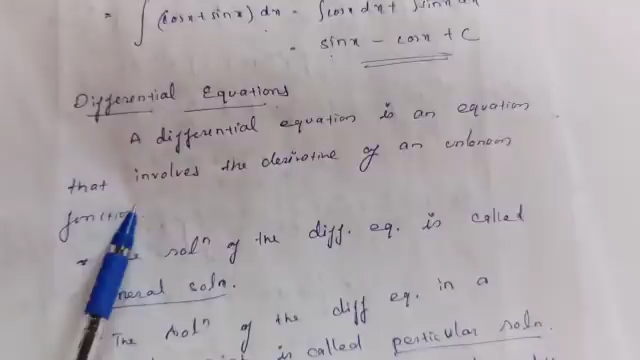 = ∫ (cosx + sinx) dx = ∫cosx dx + ∫sinx dx
= sinx - cosx + C
Differential Equations
A differential equation is an equation
that involves the derivative of an unknown
function.
soln of the diff. eq. is called
neral soln.
The soln of the diff eq. in a
is called perticular soln.